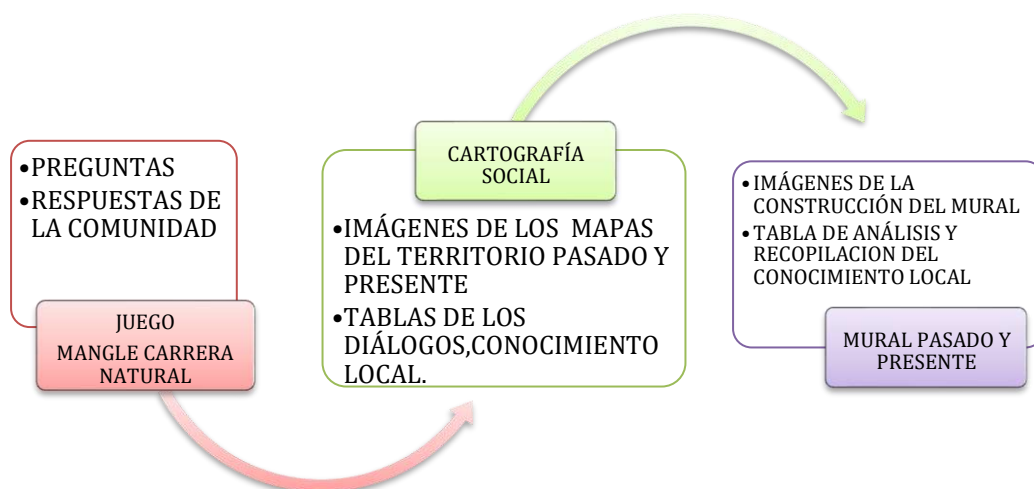 •PREGUNTAS
•RESPUESTAS DE
LA COMUNIDAD
JUEGO
MANGLE CARRERA
NATURAL
CARTOGRAFÍA
SOCIAL
•IMÁGENES DE LOS MAPAS
DEL TERRITORIO PASADO Y
PRESENTE
•TABLAS DE LOS
DIÁLOGOS,CONOCIMIENTO
LOCAL.
•IMÁGENES DE LA
CONSTRUCCIÓN DEL MURAL
•TABLA DE ANÁLISIS Y
RECOPILACION DEL
CONOCIMIENTO LOCAL
MURAL PASADO Y
PRESENTE